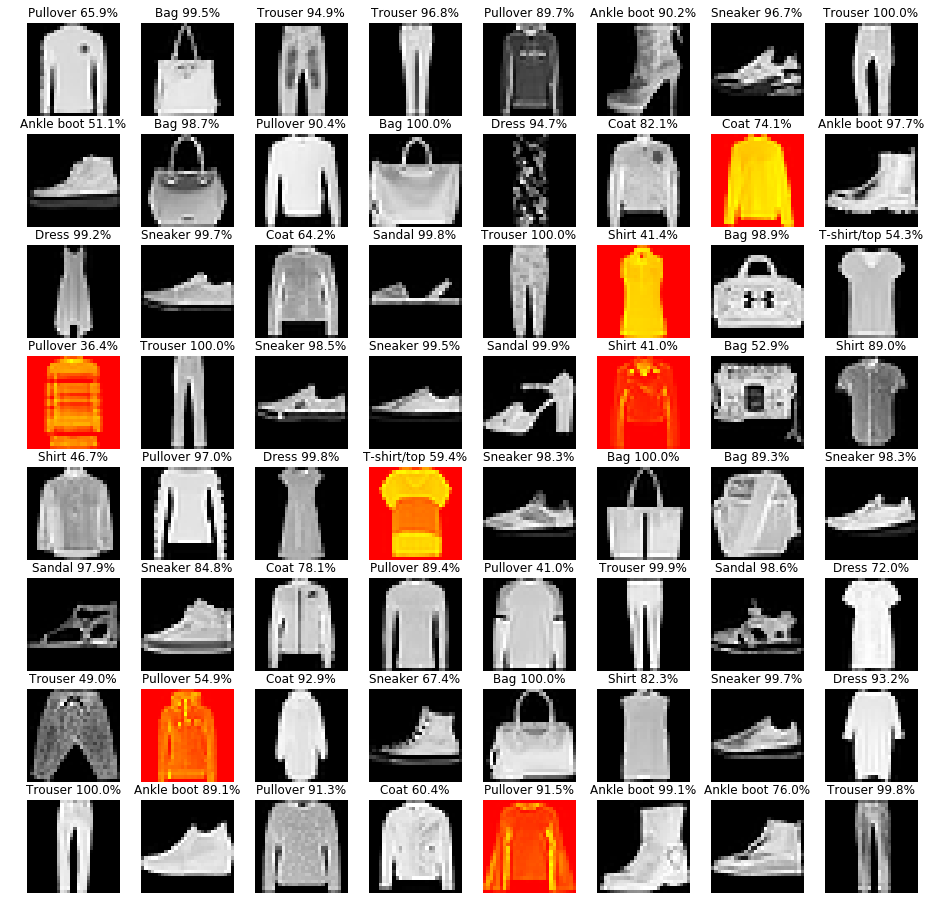 Pullover 65.9% Bag 99.5% Trouser 94.9% Trouser 96.8% Pullover 89.7% Ankle boot 90.2% Sneaker 96.7% Trouser 100.0%
Ankle boot 51.1% Bag 98.7% Pullover 90.4% Bag 100.0% Dress 94.7% Coat 82.1% Coat 74.1% Ankle boot 97.7%
Dress 99.2% Sneaker 99.7% Coat 64.2% Sandal 99.8% Trouser 100.0% Shirt 41.4% Bag 98.9% T-shirt/top 54.3%
Pullover 36.4% Trouser 100.0% Sneaker 98.5% Sneaker 99.5% Sandal 99.9% Shirt 41.0% Bag 52.9% Shirt 89.0%
Shirt 46.7% Pullover 97.0% Dress 99.8% T-shirt/top 59.4% Sneaker 98.3% Bag 100.0% Bag 89.3% Sneaker 98.3%
Sandal 97.9% Sneaker 84.8% Coat 78.1% Pullover 89.4% Pullover 41.0% Trouser 99.9% Sandal 98.6% Dress 72.0%
Trouser 49.0% Pullover 54.9% Coat 92.9% Sneaker 67.4% Bag 100.0% Shirt 82.3% Sneaker 99.7% Dress 93.2%
Trouser 100.0% Ankle boot 89.1% Pullover 91.3% Coat 60.4% Pullover 91.5% Ankle boot 99.1% Ankle boot 76.0% Trouser 99.8%